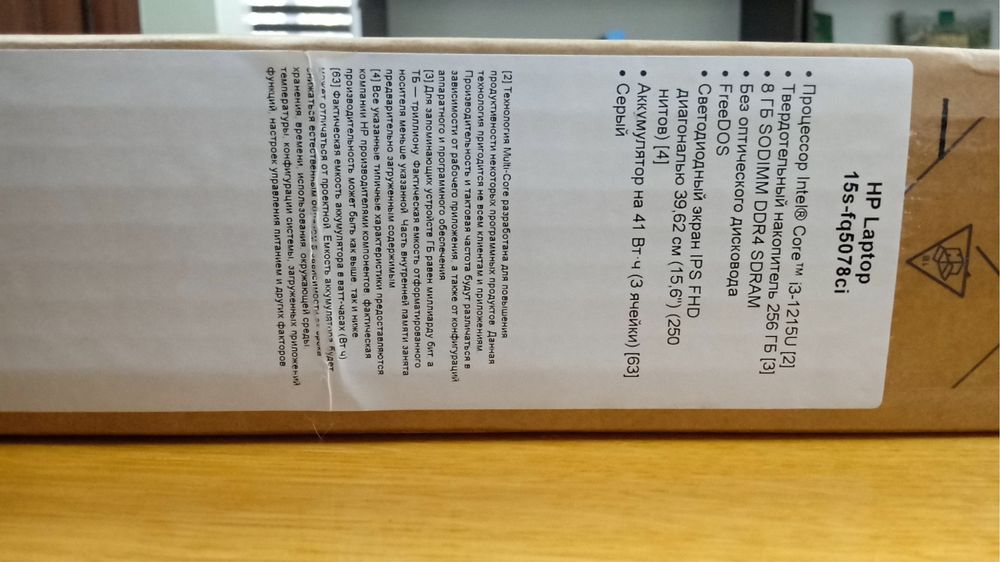 HP Laptop
15s-fq5078ci
• Процессор Intel® Core™ i3-1215U [2]
• Твердотельный накопитель 256 ГБ [3]
• 8 ГБ SODIMM DDR4 SDRAM
• Без оптического дисковода
• FreeDOS
• Светодиодный экран IPS FHD
диагональю 39,62 см (15,6") (250
нитов) [4]
• Аккумулятор на 41 Вт·ч (3 ячейки) [63]
• Серый
[2] Технология Multi-Core разработана для повышения
продуктивности некоторых программных продуктов. Данная
технология пригодится не всем клиентам и приложениям.
Производительность и тактовая частота будут различаться в
зависимости от рабочего приложения, а также от конфигураций
аппаратного и программного обеспечения.
[3] Для запоминающих устройств ГБ равен миллиарду бит, а
ТБ — триллиону. Фактическая емкость отформатированного
носителя меньше указанной. Часть внутренней памяти занята
предварительно загруженным содержимым.
[4] Все указанные типичные характеристики предоставляются
компании HP производителями компонентов; фактическая
производительность может быть как выше, так и ниже.
[63] Фактическая емкость аккумулятора в ватт-часах (Вт·ч)
может отличаться от проектной. Емкость аккумулятора будет
снижаться естественным образом в зависимости от срока
хранения, времени, использования, окружающей среды,
температуры, конфигурации системы, загруженных приложений,
функций, настроек управления питанием и других факторов.